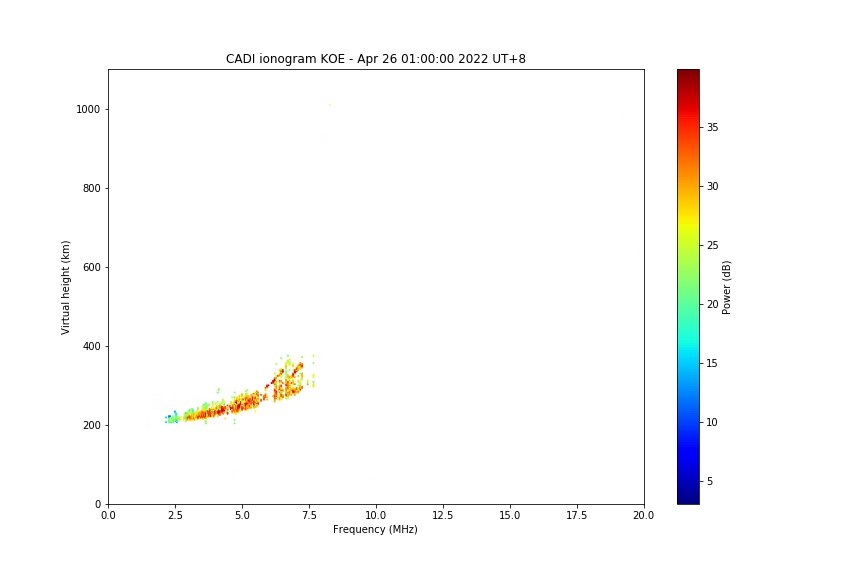 CADI ionogram KOE - Apr 26 01:00:00 2022 UT+8
1000
800
600
400
200
0
Virtual height (km)
0.0 2.5 5.0 7.5 10.0 12.5 15.0 17.5 20.0
Frequency (MHz)
35
30
25
20
15
10
5
Power (dB)